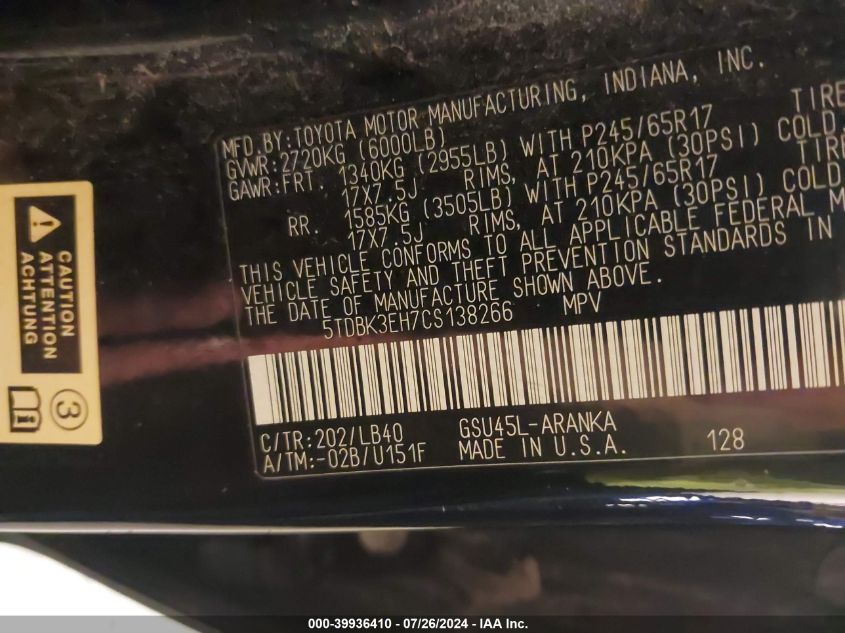 MFD.BY:TOYOTA MOTOR MANUFACTURING, INDIANA, INC.
GVWR:2720KG (6000LB)
GAWR:FRT. 1340KG (2955LB) WITH P245/65R17 TIRE
17X7.5J RIMS, AT 210KPA (30PSI) COLD.
RR. 1585KG (3505LB) WITH P245/65R17 TIRE
17X7.5J RIMS, AT 210KPA (30PSI) COLD
THIS VEHICLE CONFORMS TO ALL APPLICABLE FEDERAL M
VEHICLE SAFETY AND THEFT PREVENTION STANDARDS IN
THE DATE OF MANUFACTURE SHOWN ABOVE.
5TDBK3EH7CS138266 MPV
C/TR:202/LB40 GSU45L-ARANKA
A/TM:-02B/U151F MADE IN U.S.A. 128
CAUTION
ATTENTION
ACHTUNG
3
000-39936410 / 07/26/2024 - IAA Inc.